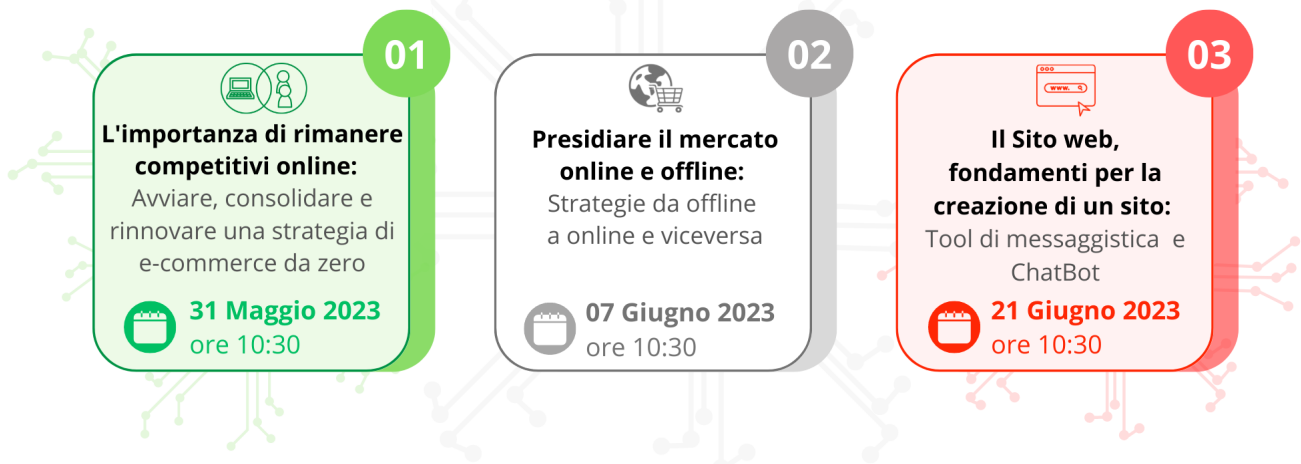 01
L'importanza di rimanere
competitivi online:
Avviare, consolidare e
rinnovare una strategia di
e-commerce da zero
31 Maggio 2023
ore 10:30
02
Presidiare il mercato
online e offline:
Strategie da offline
a online e viceversa
07 Giugno 2023
ore 10:30
03
www.
Il Sito web,
fondamenti per la
creazione di un sito:
Tool di messaggistica e
ChatBot
21 Giugno 2023
ore 10:30